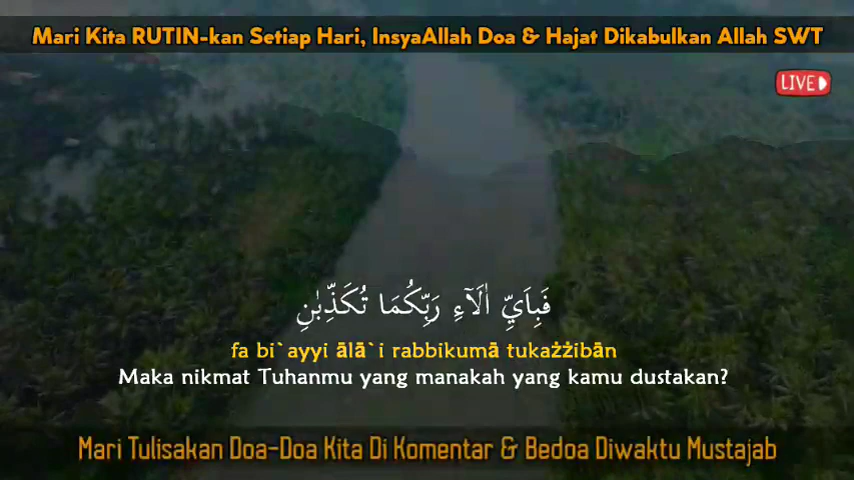 Mari Kita RUTIN-kan Setiap Hari, InsyaAllah Doa & Hajat Dikabulkan Allah SWT
LIVE
فَبِاَيِّ اٰلَاۤءِ رَبِّكُمَا تُكَذِّبٰنِ
fa bi`ayyi ālā`i rabbikumā tukażżibān
Maka nikmat Tuhanmu yang manakah yang kamu dustakan?
Mari Tulisakan Doa-Doa Kita Di Komentar & Bedoa Diwaktu Mustajab